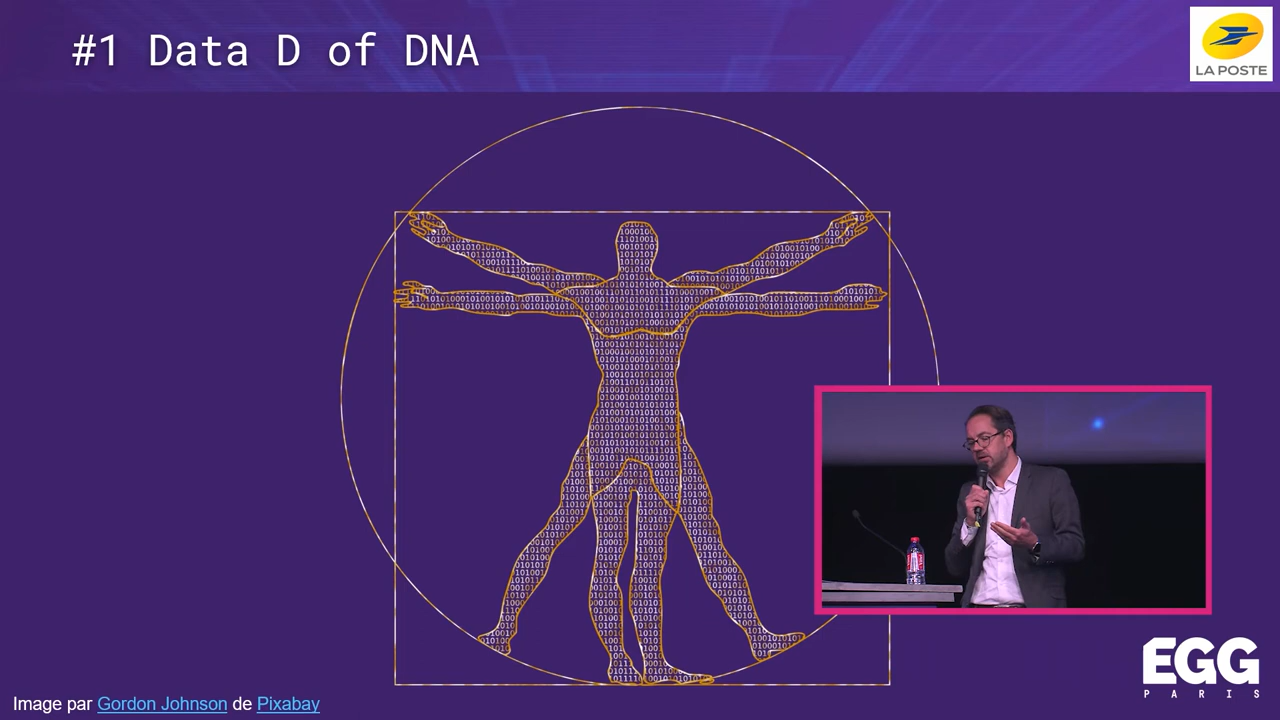 #1 Data D of DNA
LA POSTE
EGG
PARIS
Image par Gordon Johnson de Pixabay